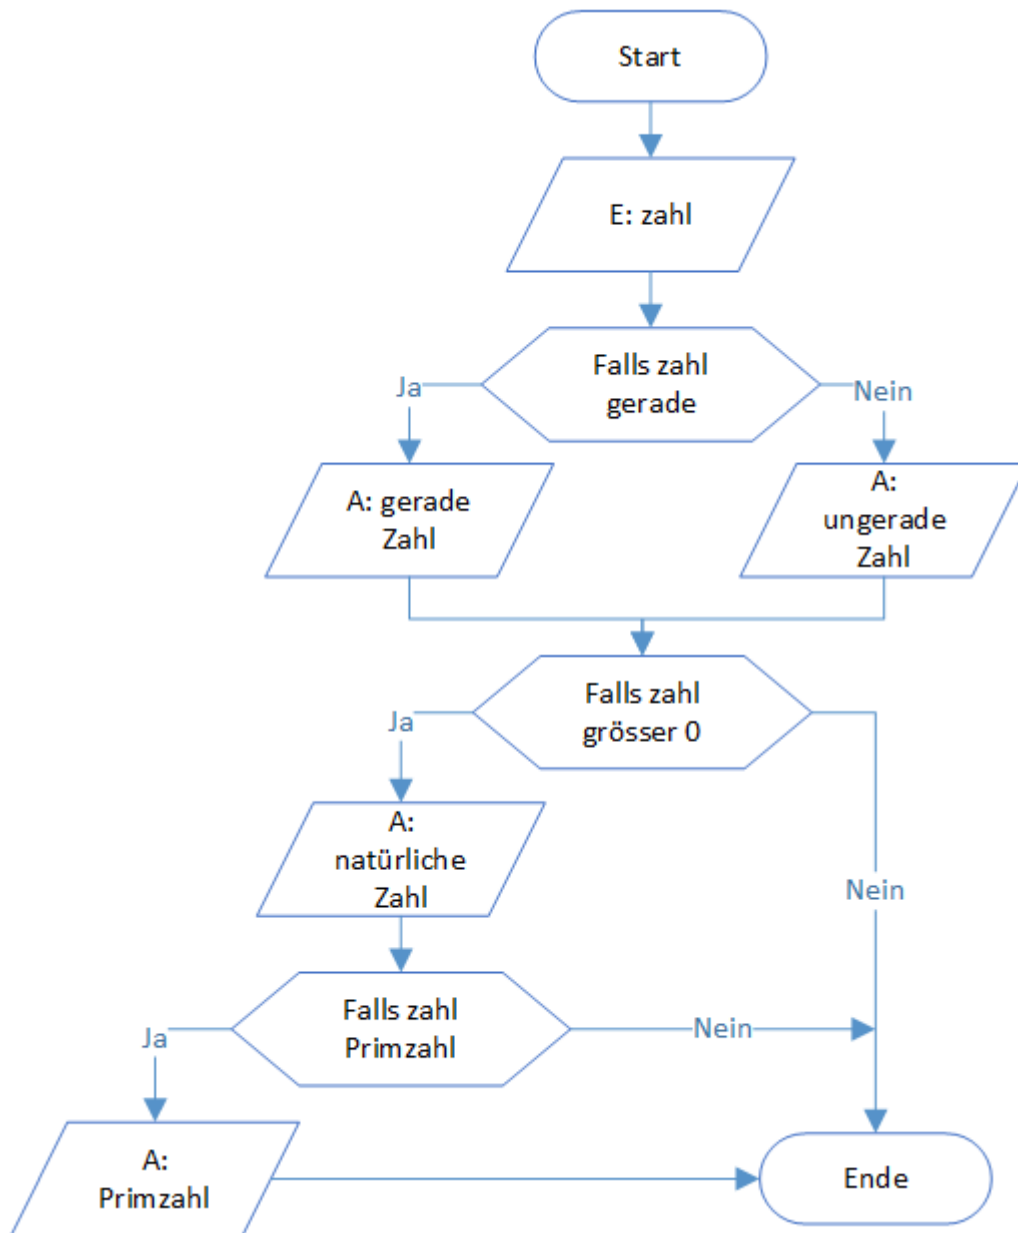 Start
E: zahl
Falls zahl
gerade
Ja
Nein
A: gerade
Zahl
A:
ungerade
Zahl
Falls zahl
grösser 0
Ja
A:
natürliche
Zahl
Nein
Falls zahl
Primzahl
Ja
Nein
A:
Primzahl
Ende